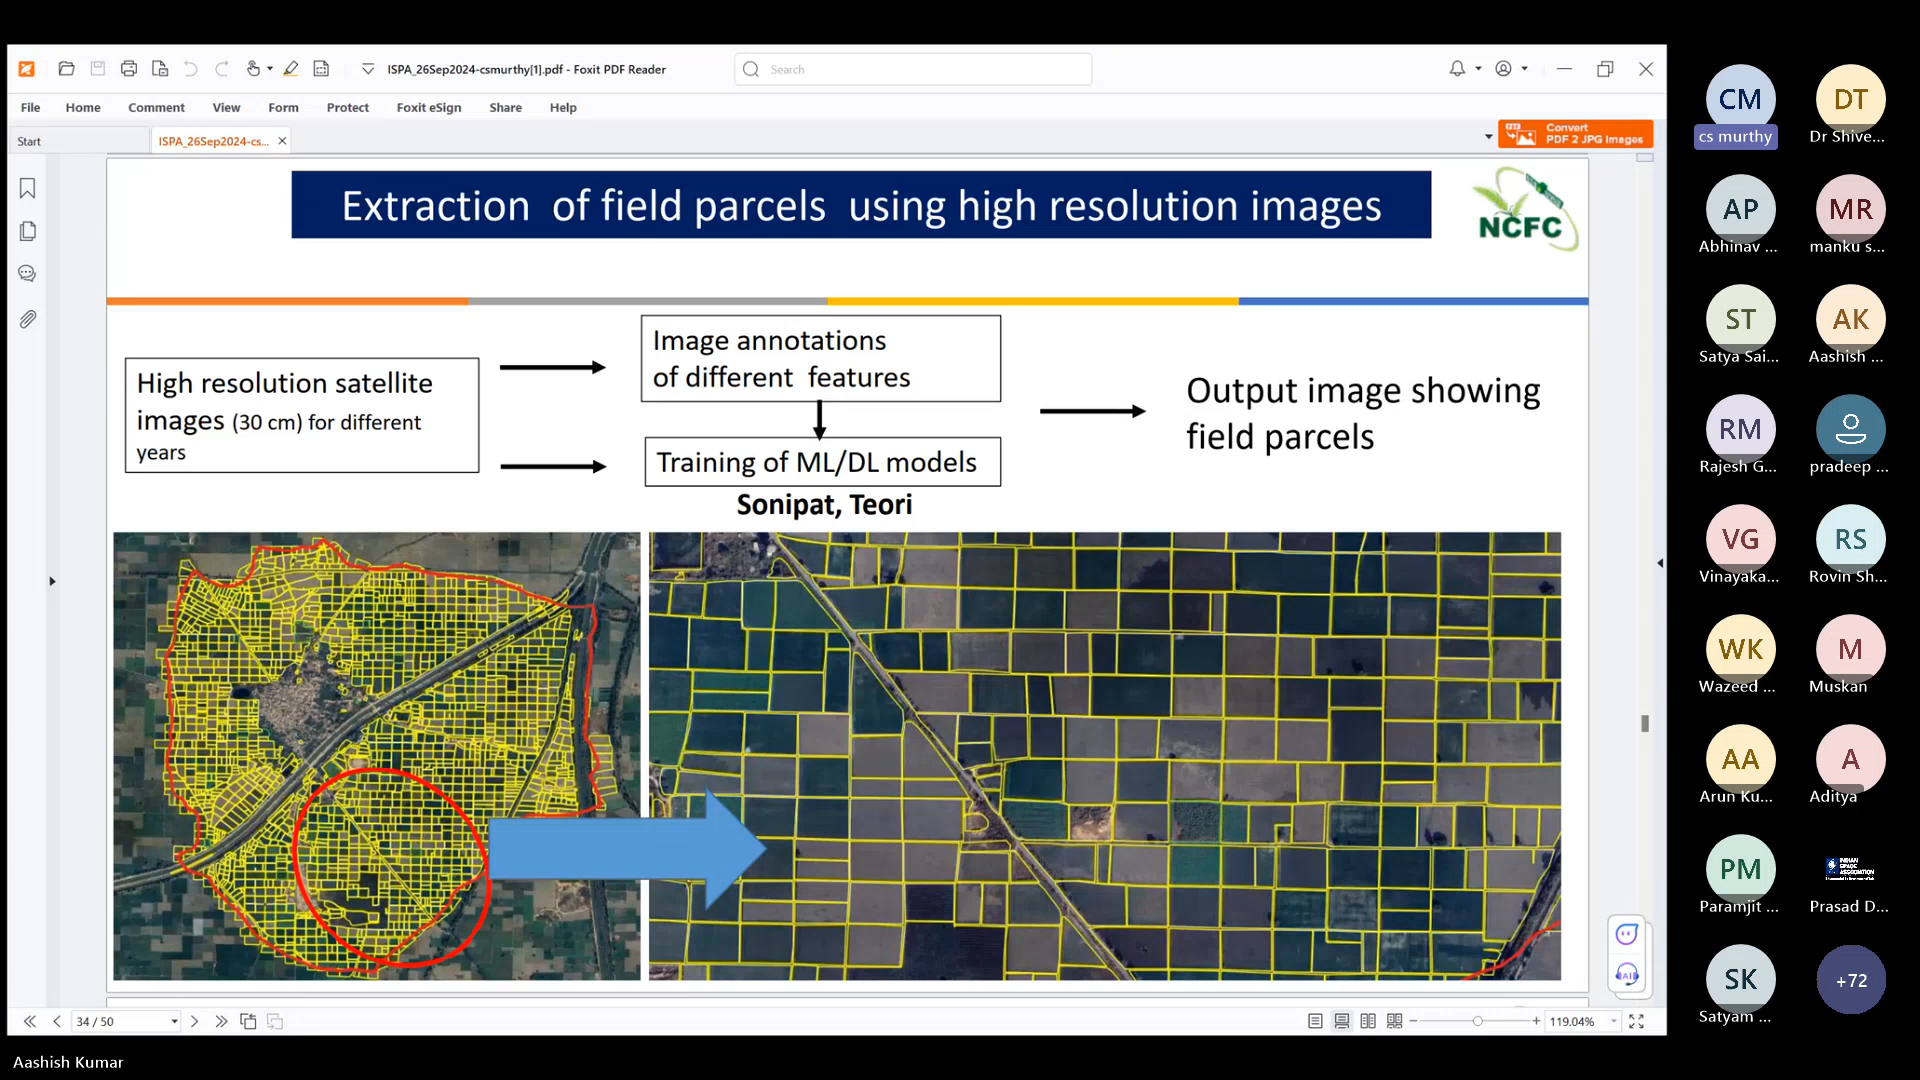 ISPA_26Sep2024-csmurthy[1].pdf - Foxit PDF Reader
Search
File Home Comment View Form Protect Foxit eSign Share Help
Start
ISPA_26Sep2024-cs...
Convert
PDF 2 JPG Images
Extraction of field parcels using high resolution images
NCFC
High resolution satellite
images (30 cm) for different
years
Image annotations
of different features
Training of ML/DL models
Output image showing
field parcels
Sonipat, Teori
34 / 50
119.04%
Aashish Kumar
CM
cs murthy
DT
Dr Shive...
AP
Abhinav ...
MR
manku s...
ST
Satya Sai...
AK
Aashish ...
RM
Rajesh G...
pradeep ...
VG
Vinayaka...
RS
Rovin Sh...
WK
Wazeed ...
M
Muskan
AA
Arun Ku...
A
Aditya
PM
Paramjit ...
INDIAN
SPACE
ASSOCIATION
Prasad D...
SK
Satyam ...
+72